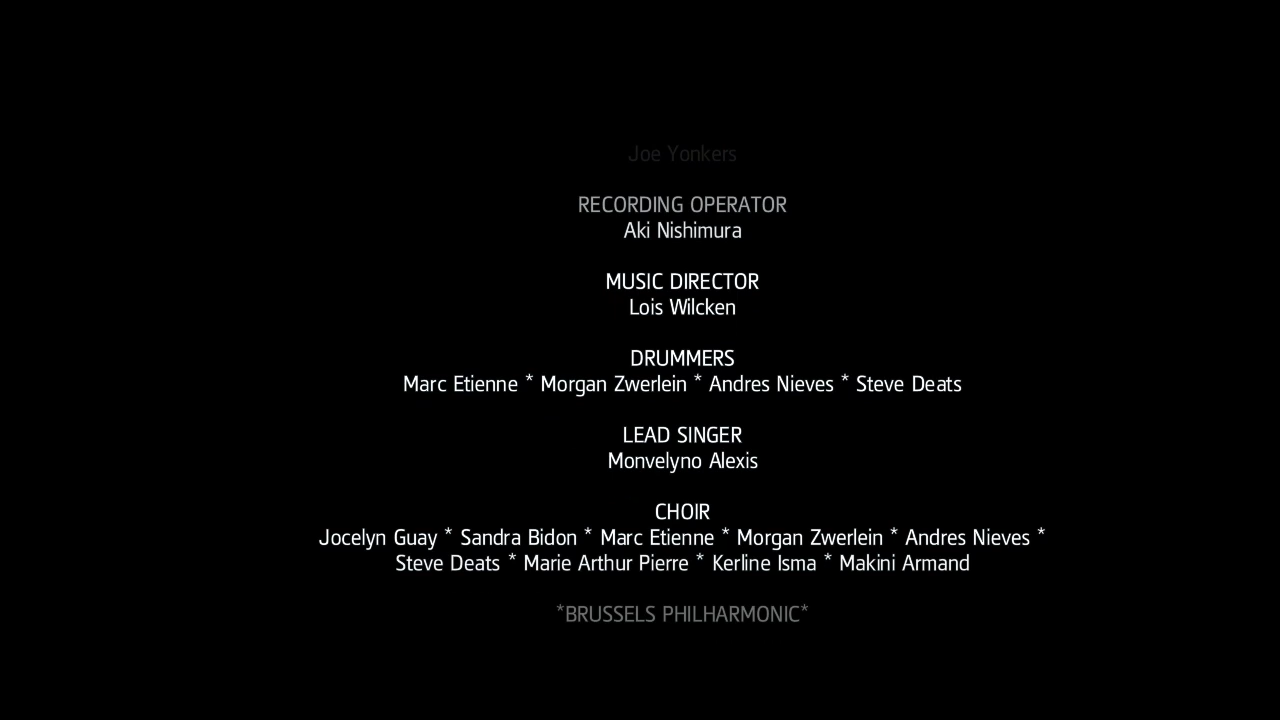 Joe Yonkers
RECORDING OPERATOR
Aki Nishimura
MUSIC DIRECTOR
Lois Wilcken
DRUMMERS
Marc Etienne * Morgan Zwerlein * Andres Nieves * Steve Deats
LEAD SINGER
Monvelyno Alexis
CHOIR
Jocelyn Guay * Sandra Bidon * Marc Etienne * Morgan Zwerlein * Andres Nieves *
Steve Deats * Marie Arthur Pierre * Kerline Isma * Makini Armand
*BRUSSELS PHILHARMONIC*